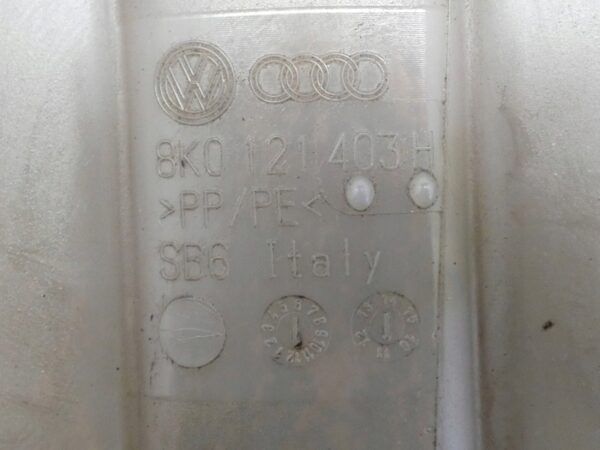 8K0 121 403 H
>PP/PE<
SB6 Italy